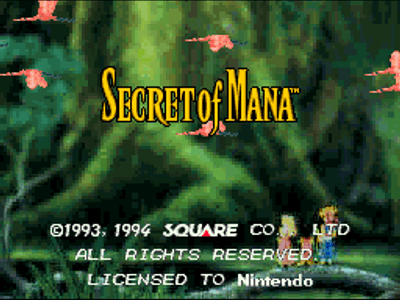 SECRET of MANA™
©1993, 1994 SQUARE CO., LTD
ALL RIGHTS RESERVED.
LICENSED TO Nintendo